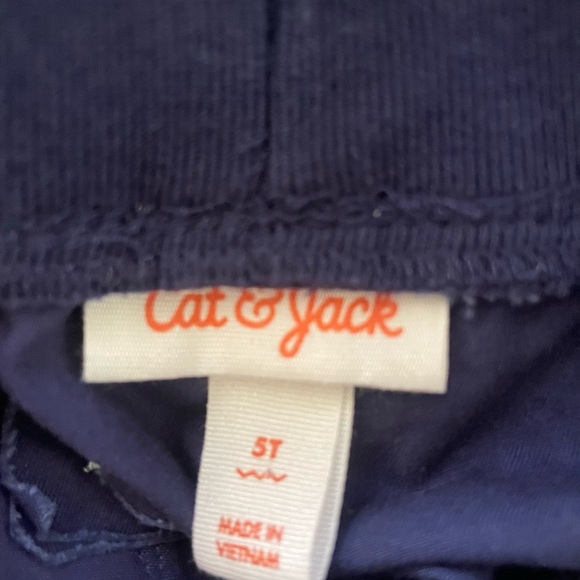 Cat & Jack
5T
MADE IN
VIETNAM